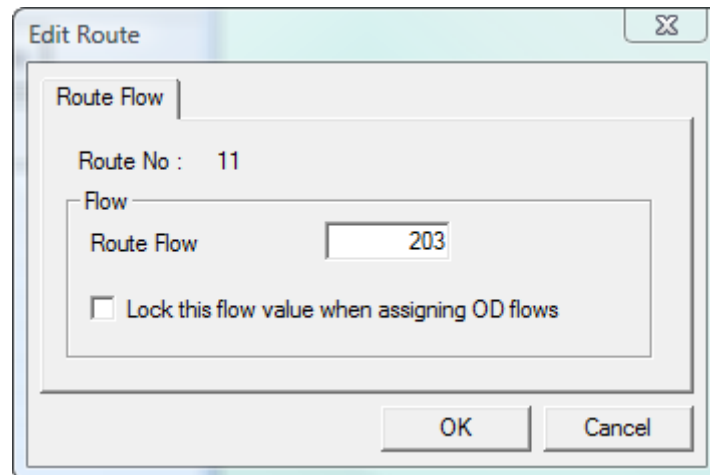 Edit Route
Route Flow
Route No : 11
Flow
Route Flow 203
Lock this flow value when assigning OD flows
OK Cancel